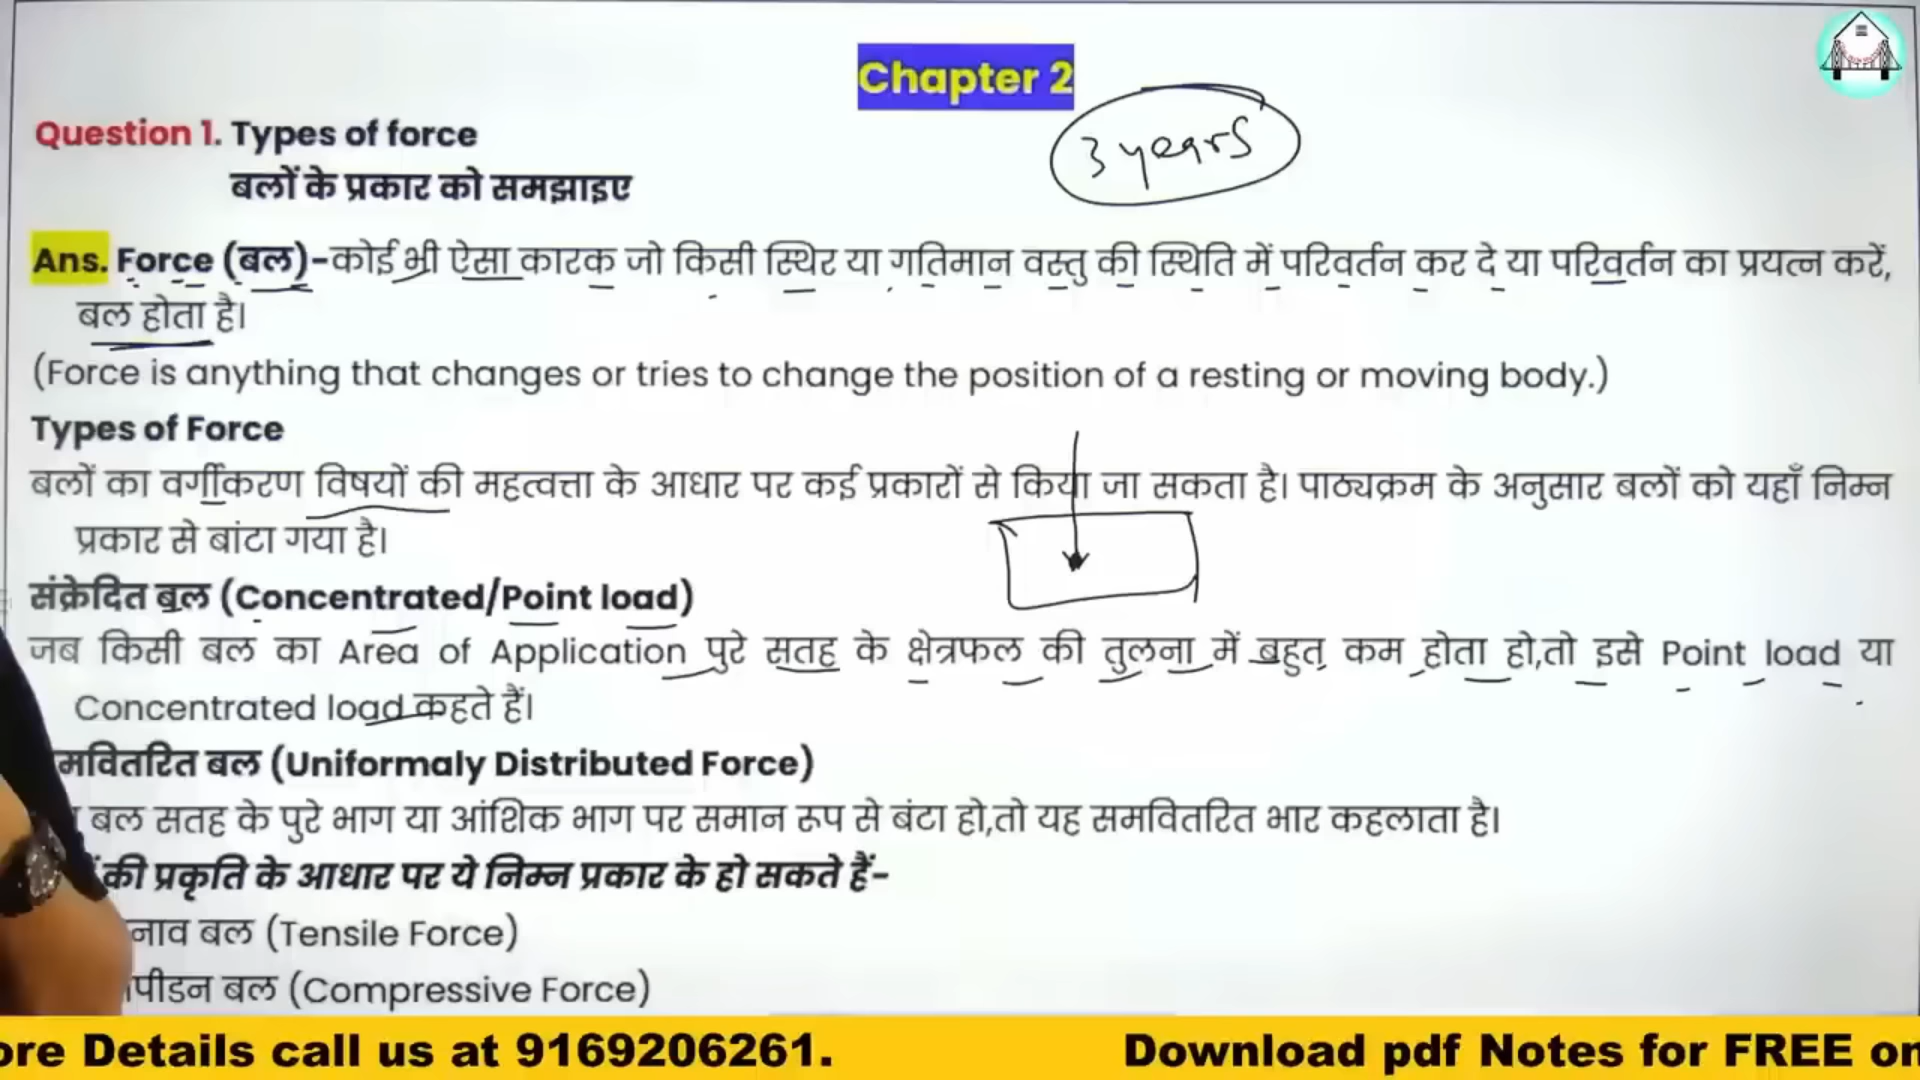 Chapter 2
3 years
Question 1. Types of force
बलों के प्रकार को समझाइए
Ans. Force (बल)-कोई भी ऐसा कारक जो किसी स्थिर या गतिमान वस्तु की स्थिति में परिवर्तन कर दे या परिवर्तन का प्रयत्न करें,
बल होता है।
(Force is anything that changes or tries to change the position of a resting or moving body.)
Types of Force
बलों का वर्गीकरण विषयों की महत्वत्ता के आधार पर कई प्रकारों से किया जा सकता है। पाठ्यक्रम के अनुसार बलों को यहाँ निम्न
प्रकार से बांटा गया है।
संक्रेदित बल (Concentrated/Point load)
जब किसी बल का Area of Application पुरे सतह के क्षेत्रफल की तुलना में बहुत कम होता हो,तो इसे Point load या
Concentrated load कहते हैं।
मवितरित बल (Uniformaly Distributed Force)
बल सतह के पुरे भाग या आंशिक भाग पर समान रूप से बंटा हो,तो यह समवितरित भार कहलाता है।
की प्रकृति के आधार पर ये निम्न प्रकार के हो सकते हैं-
नाव बल (Tensile Force)
पीडन बल (Compressive Force)
ore Details call us at 9169206261. Download pdf Notes for FREE on